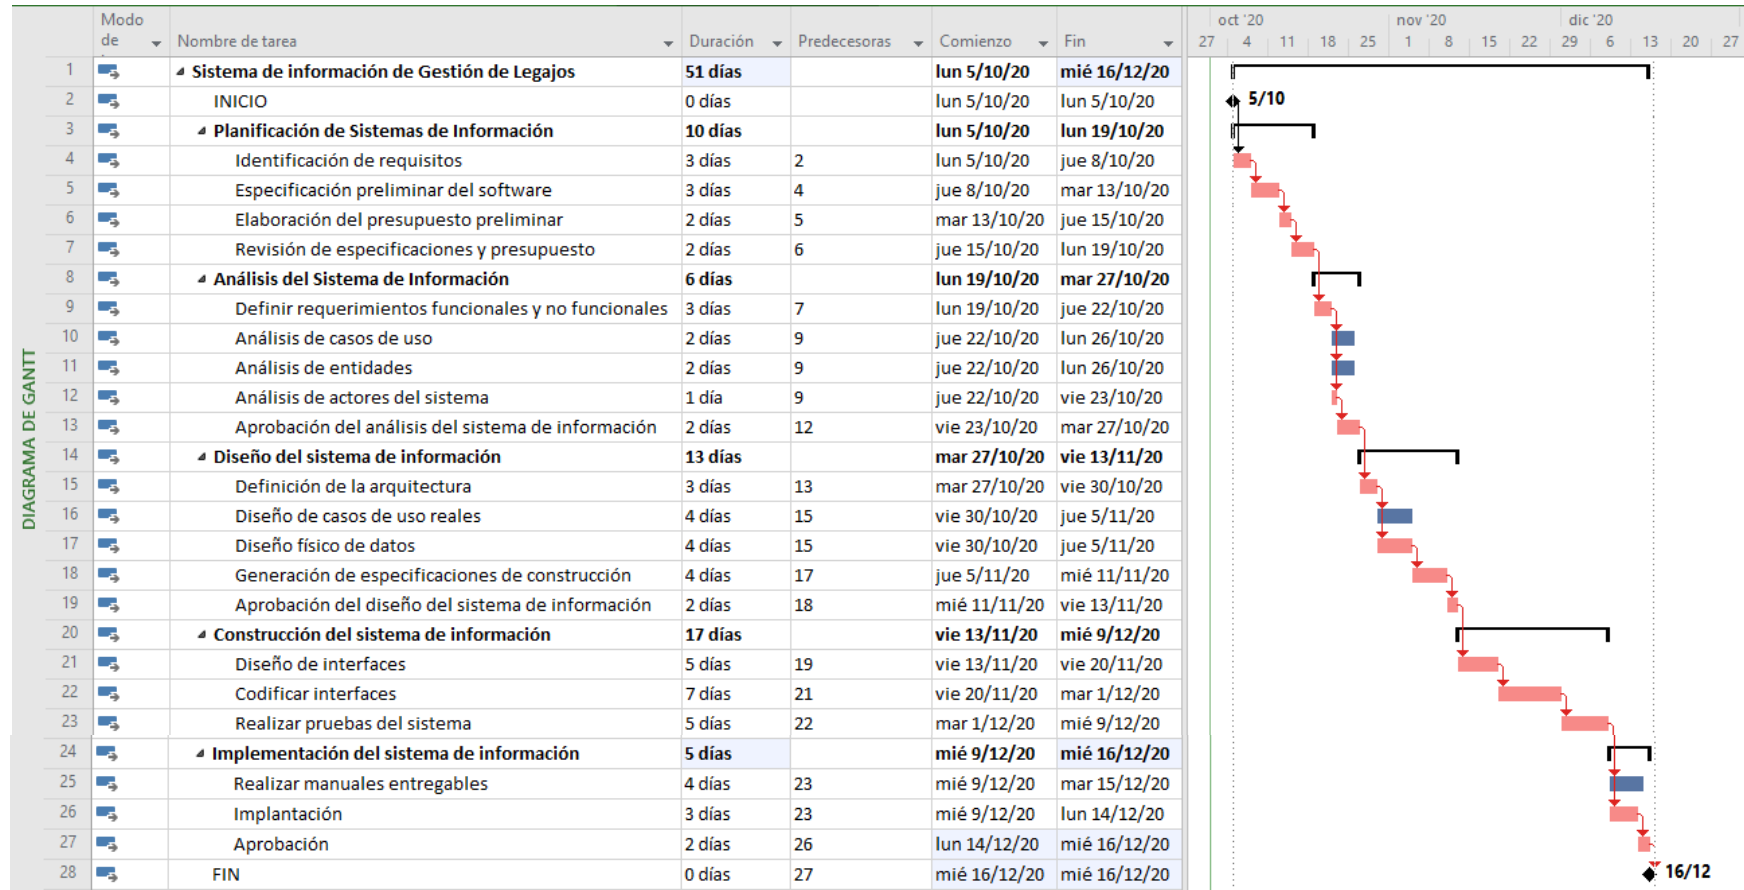 DIAGRAMA DE GANTT
Modo de Nombre de tarea Duración Predecesoras Comienzo Fin
oct '20 nov '20 dic '20
27 4 11 18 25 1 8 15 22 29 6 13 20 27
1 Sistema de información de Gestión de Legajos 51 días lun 5/10/20 mié 16/12/20
2 INICIO 0 días lun 5/10/20 lun 5/10/20 5/10
3 Planificación de Sistemas de Información 10 días lun 5/10/20 lun 19/10/20
4 Identificación de requisitos 3 días 2 lun 5/10/20 jue 8/10/20
5 Especificación preliminar del software 3 días 4 jue 8/10/20 mar 13/10/20
6 Elaboración del presupuesto preliminar 2 días 5 mar 13/10/20 jue 15/10/20
7 Revisión de especificaciones y presupuesto 2 días 6 jue 15/10/20 lun 19/10/20
8 Análisis del Sistema de Información 6 días lun 19/10/20 mar 27/10/20
9 Definir requerimientos funcionales y no funcionales 3 días 7 lun 19/10/20 jue 22/10/20
10 Análisis de casos de uso 2 días 9 jue 22/10/20 lun 26/10/20
11 Análisis de entidades 2 días 9 jue 22/10/20 lun 26/10/20
12 Análisis de actores del sistema 1 día 9 jue 22/10/20 vie 23/10/20
13 Aprobación del análisis del sistema de información 2 días 12 vie 23/10/20 mar 27/10/20
14 Diseño del sistema de información 13 días mar 27/10/20 vie 13/11/20
15 Definición de la arquitectura 3 días 13 mar 27/10/20 vie 30/10/20
16 Diseño de casos de uso reales 4 días 15 vie 30/10/20 jue 5/11/20
17 Diseño físico de datos 4 días 15 vie 30/10/20 jue 5/11/20
18 Generación de especificaciones de construcción 4 días 17 jue 5/11/20 mié 11/11/20
19 Aprobación del diseño del sistema de información 2 días 18 mié 11/11/20 vie 13/11/20
20 Construcción del sistema de información 17 días vie 13/11/20 mié 9/12/20
21 Diseño de interfaces 5 días 19 vie 13/11/20 vie 20/11/20
22 Codificar interfaces 7 días 21 vie 20/11/20 mar 1/12/20
23 Realizar pruebas del sistema 5 días 22 mar 1/12/20 mié 9/12/20
24 Implementación del sistema de información 5 días mié 9/12/20 mié 16/12/20
25 Realizar manuales entregables 4 días 23 mié 9/12/20 mar 15/12/20
26 Implantación 3 días 23 mié 9/12/20 lun 14/12/20
27 Aprobación 2 días 26 lun 14/12/20 mié 16/12/20
28 FIN 0 días 27 mié 16/12/20 mié 16/12/20 16/12